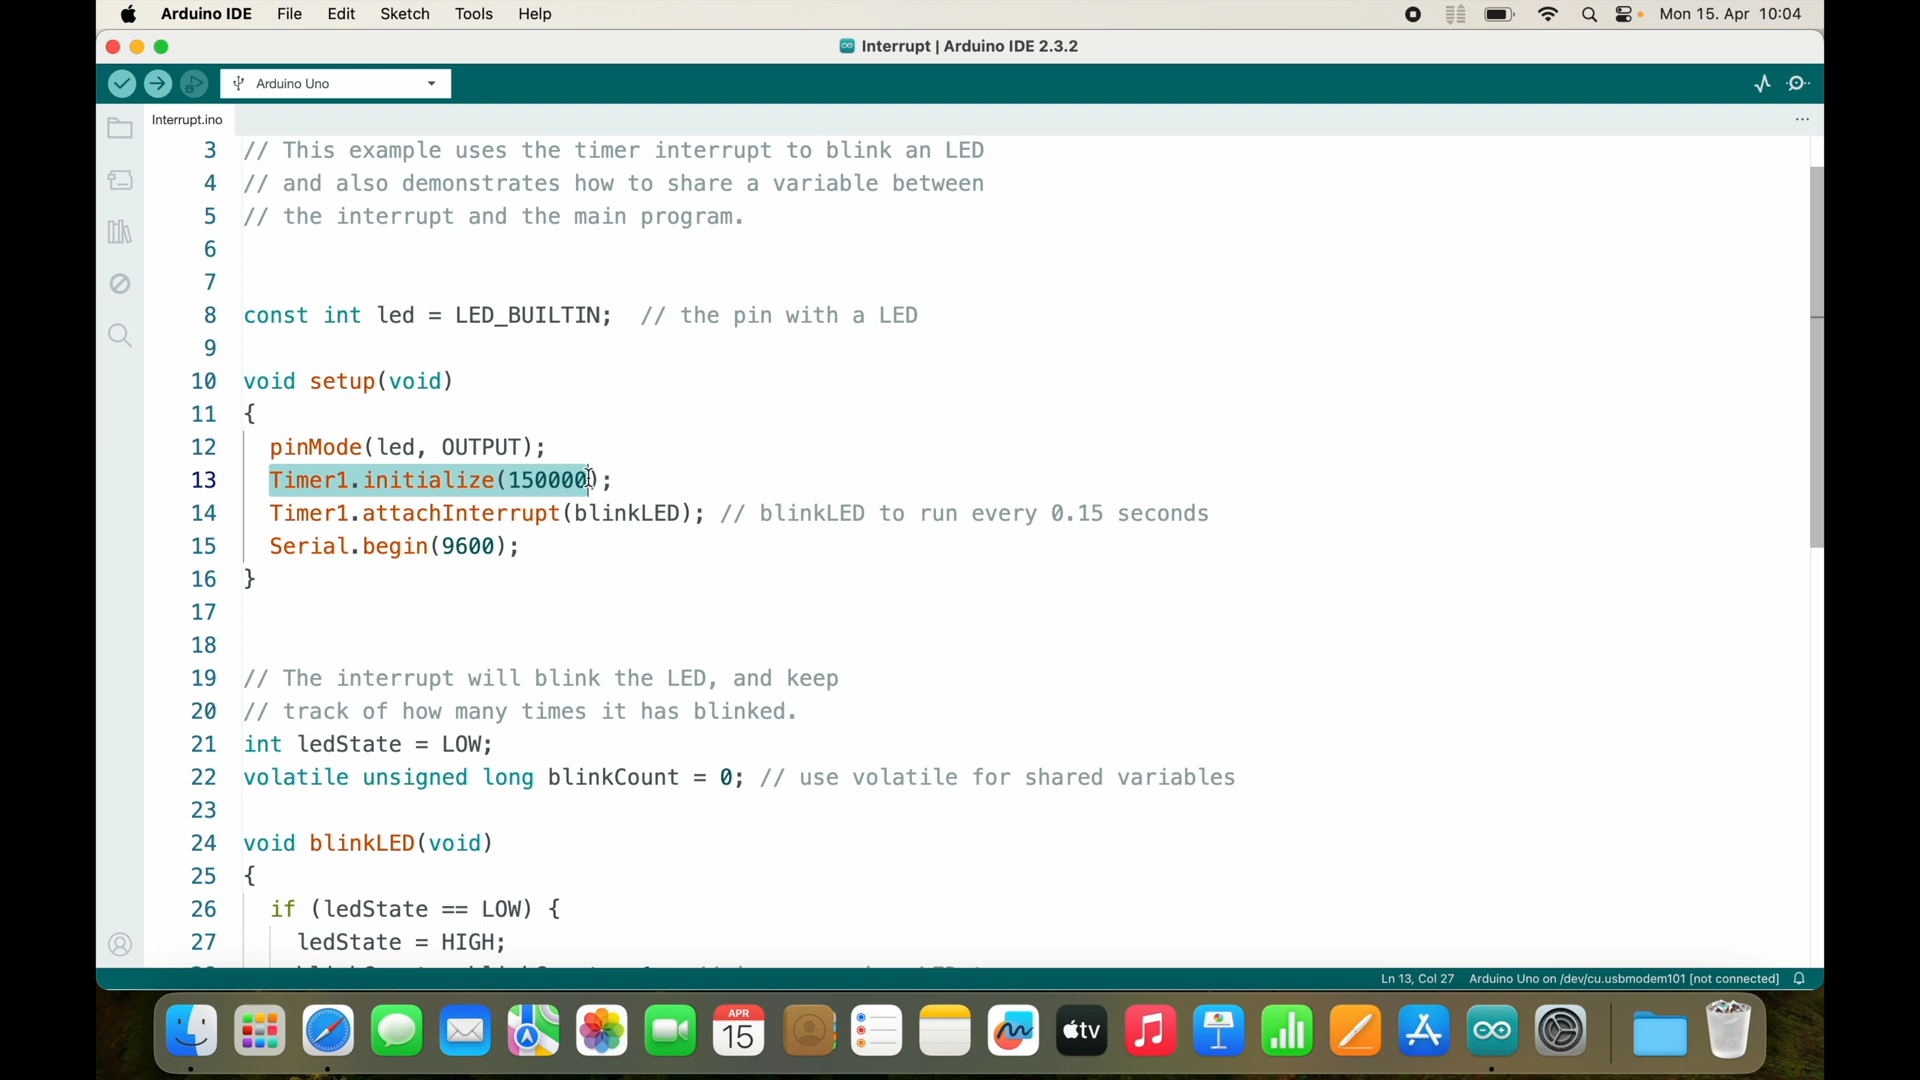 Arduino IDE File Edit Sketch Tools Help Mon 15. Apr 10:04
Interrupt | Arduino IDE 2.3.2
Arduino Uno
Interrupt.ino
3 // This example uses the timer interrupt to blink an LED
4 // and also demonstrates how to share a variable between
5 // the interrupt and the main program.
6
7
8 const int led = LED_BUILTIN; // the pin with a LED
9
10 void setup(void)
11 {
12 pinMode(led, OUTPUT);
13 Timer1.initialize(150000);
14 Timer1.attachInterrupt(blinkLED); // blinkLED to run every 0.15 seconds
15 Serial.begin(9600);
16 }
17
18
19 // The interrupt will blink the LED, and keep
20 // track of how many times it has blinked.
21 int ledState = LOW;
22 volatile unsigned long blinkCount = 0; // use volatile for shared variables
23
24 void blinkLED(void)
25 {
26 if (ledState == LOW) {
27 ledState = HIGH;
Ln 13, Col 27 Arduino Uno on /dev/cu.usbmodem101 [not connected]
APR
15
tv